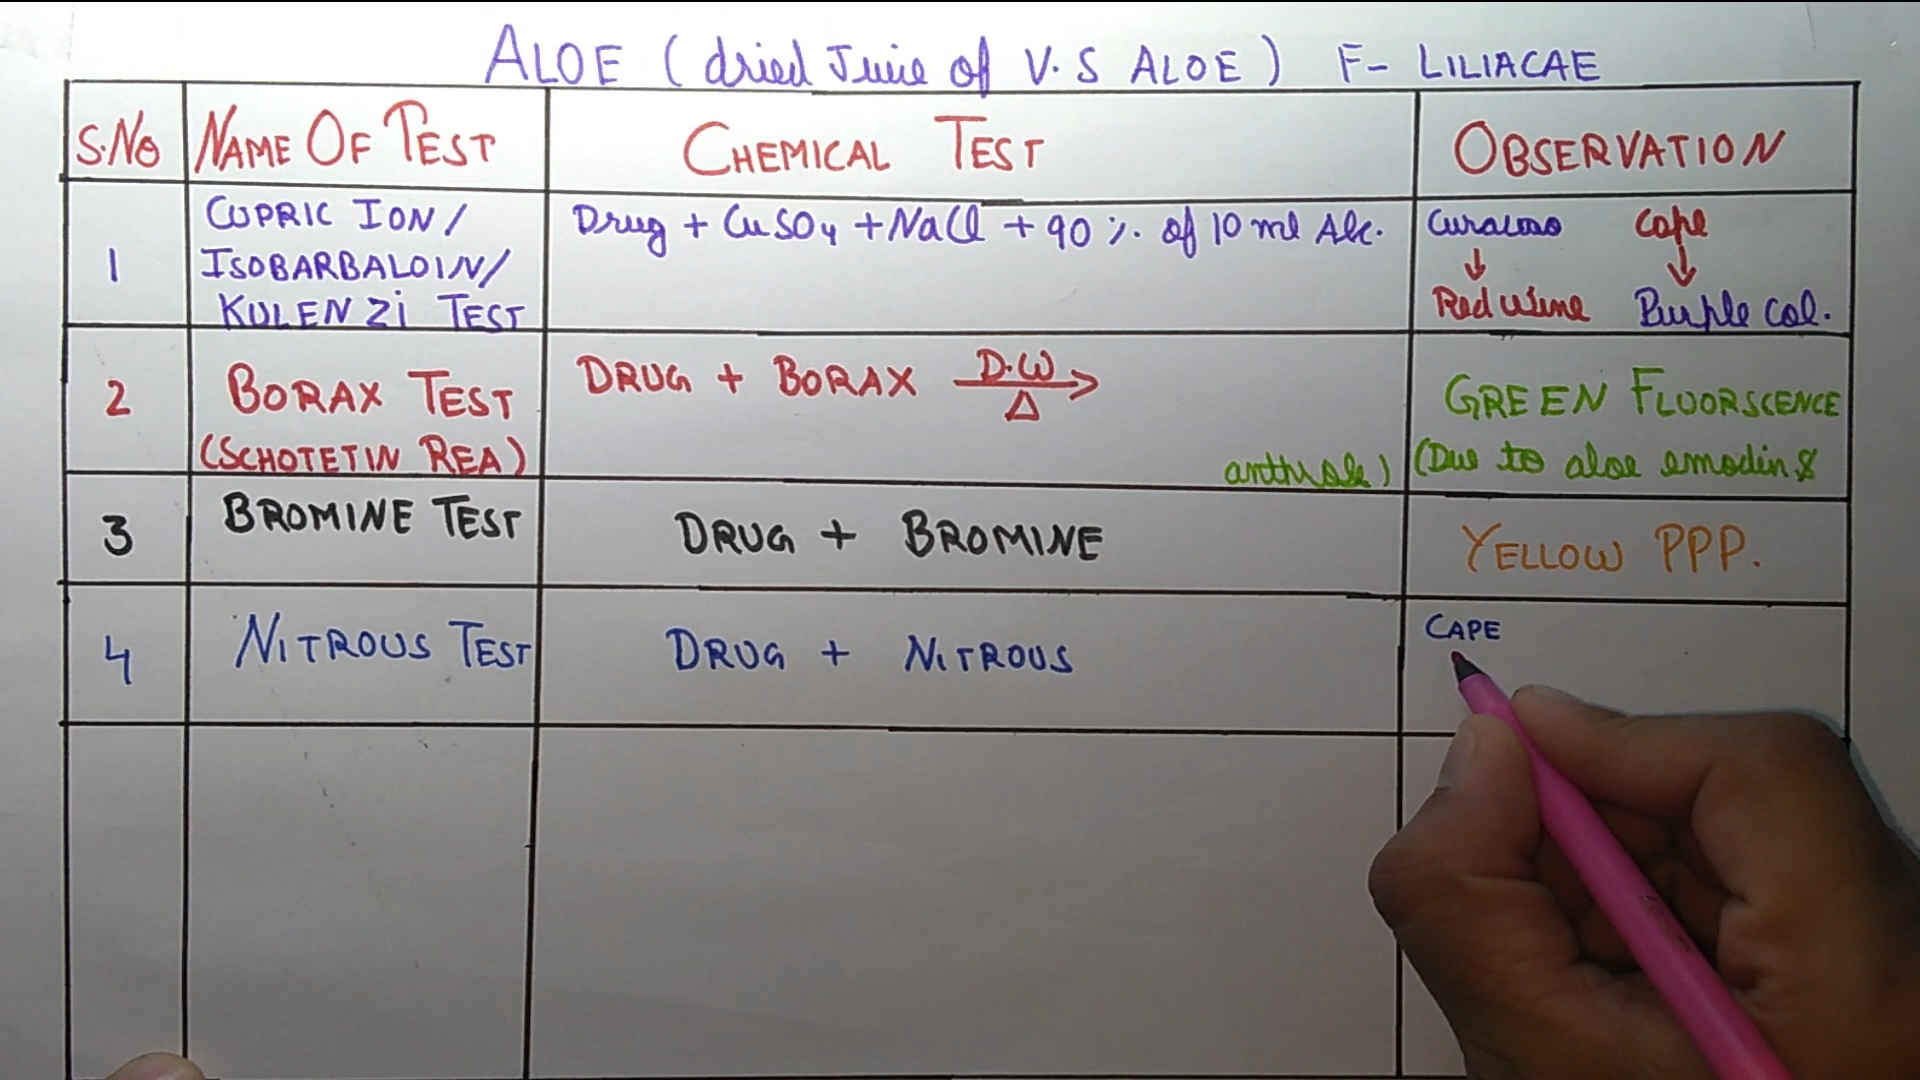 ALOE (dried Juice of V.S ALOE) F- LILIACAE
S.No NAME OF TEST CHEMICAL TEST OBSERVATION
1 CUPRIC ION/ ISOBARBALOIN/ KULENZI TEST
Drug + CuSO4 + NaCl + 90 %. of 10 ml Alc.
Curacao Cape
↓ ↓
Red Wine Purple Col.
2 BORAX TEST (SCHOTETIN REA)
DRUG + BORAX D.W → Δ
GREEN FLUORSCENCE
(Due to aloe emodin &
anthrole)
3 BROMINE TEST DRUG + BROMINE YELLOW PPP.
4 NITROUS TEST DRUG + NITROUS CAPE